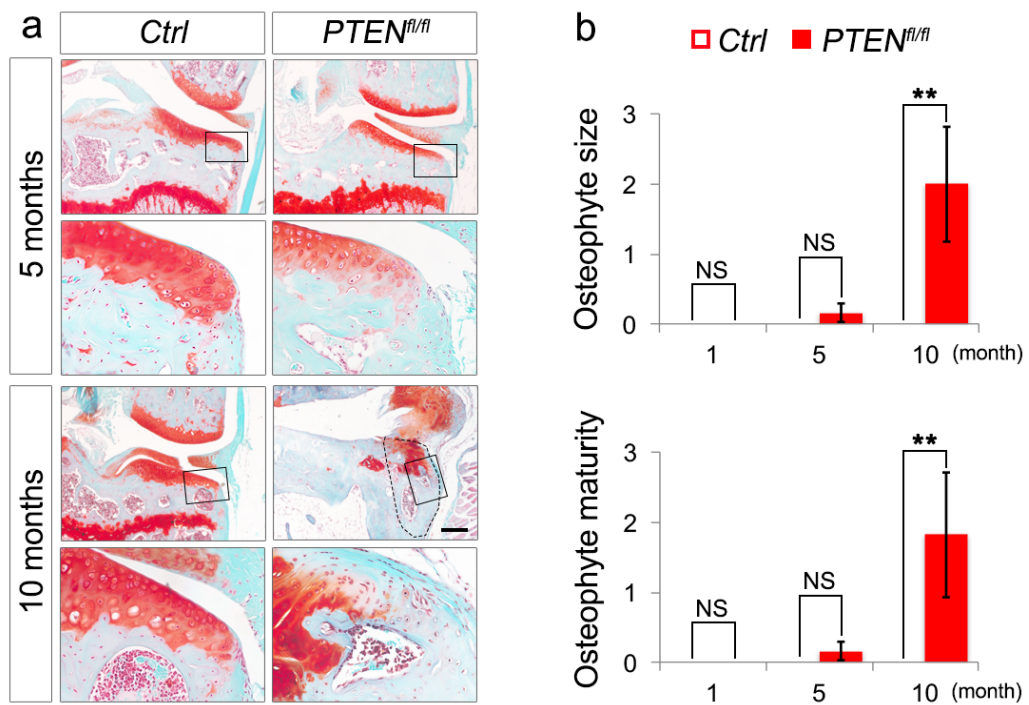 a
Ctrl
PTENfl/fl
5 months
10 months
b
Ctrl
PTENfl/fl
Osteophyte size
3
2
1
0
NS
NS
**
1
5
10
(month)
Osteophyte maturity
3
2
1
0
NS
NS
**
1
5
10
(month)